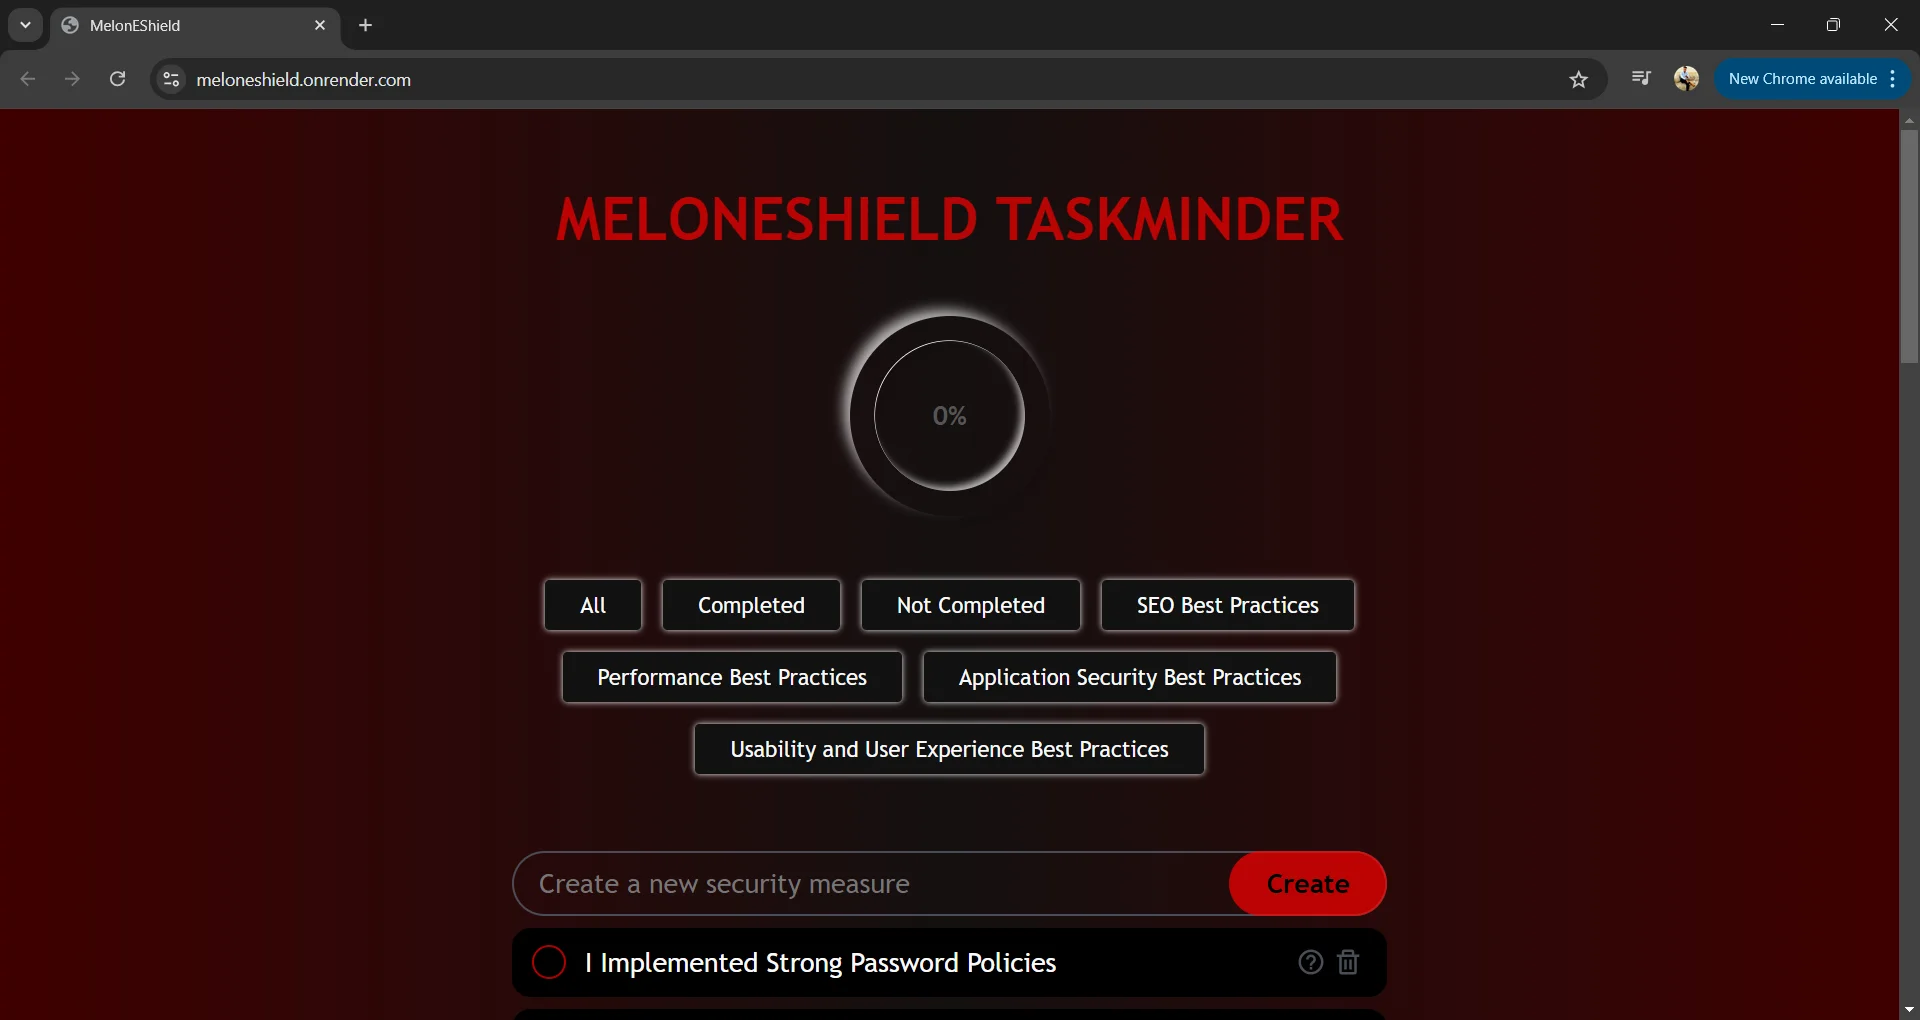 MelonEShield
meloneshield.onrender.com
New Chrome available
MELONESHIELD TASKMINDER
0%
All
Completed
Not Completed
SEO Best Practices
Performance Best Practices
Application Security Best Practices
Usability and User Experience Best Practices
Create a new security measure
Create
I Implemented Strong Password Policies